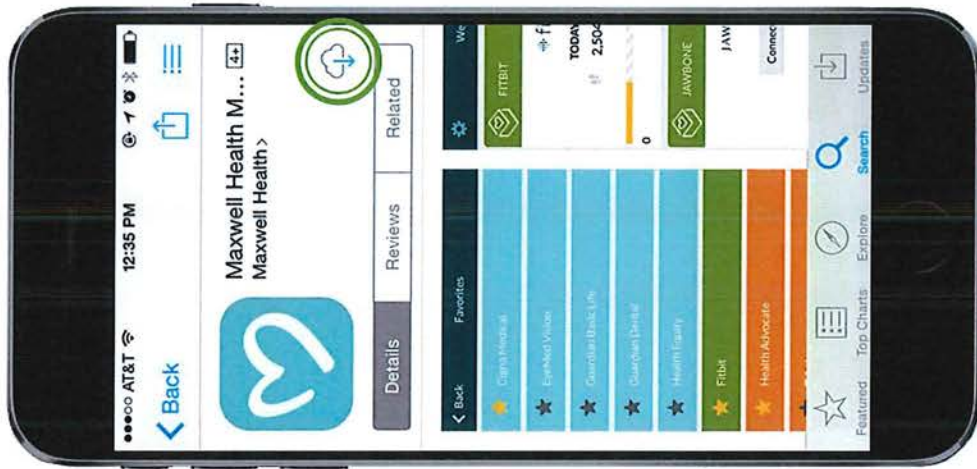 AT&T 12:35 PM
Back
Maxwell Health M... 4+
Maxwell Health >
Details Reviews Related
Back Favorites
Cigna Medical
EyeMed Vision
Guardian Basic Life
Guardian Dental
Health Equity
Fitbit
Health Advocate
We
FITBIT
TODAY
2,504
0
JAWBONE
JAW
Connec
Featured Top Charts Explore Search Updates